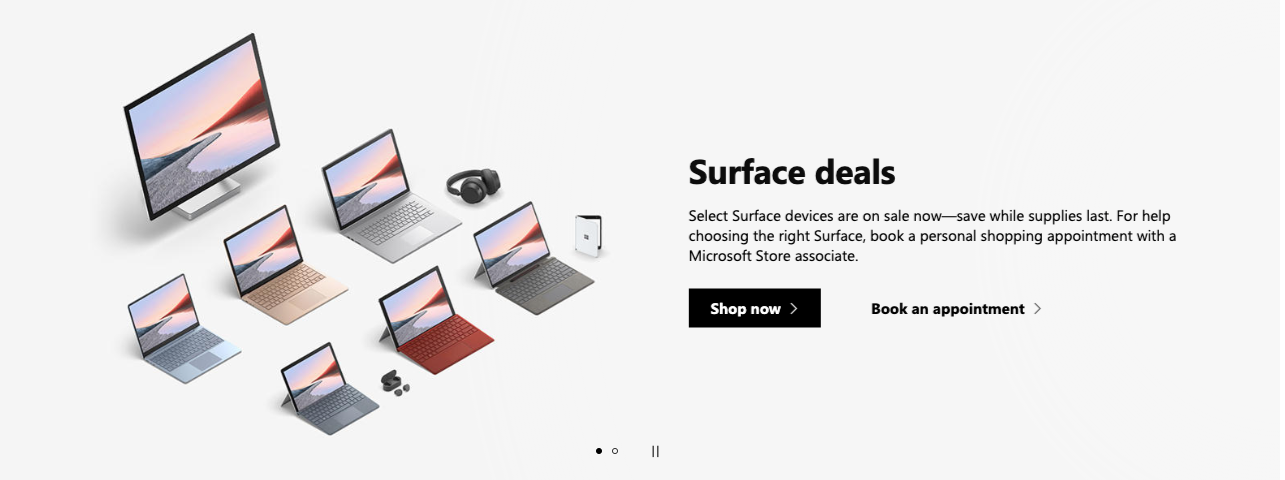 Surface deals
Select Surface devices are on sale now—save while supplies last. For help
choosing the right Surface, book a personal shopping appointment with a
Microsoft Store associate.
Shop now
Book an appointment